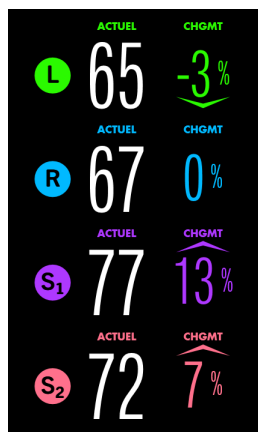 ACTUEL CHGMT
L 65 -3 %
ACTUEL CHGMT
R 67 0 %
ACTUEL CHGMT
S1 77 13 %
ACTUEL CHGMT
S2 72 7 %